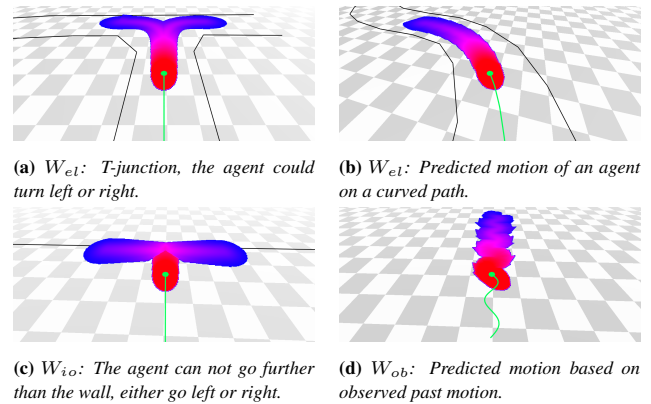 (a) W_el: T-junction, the agent could
turn left or right.
(b) W_el: Predicted motion of an agent
on a curved path.
(c) W_io: The agent can not go further
than the wall, either go left or right.
(d) W_ob: Predicted motion based on
observed past motion.